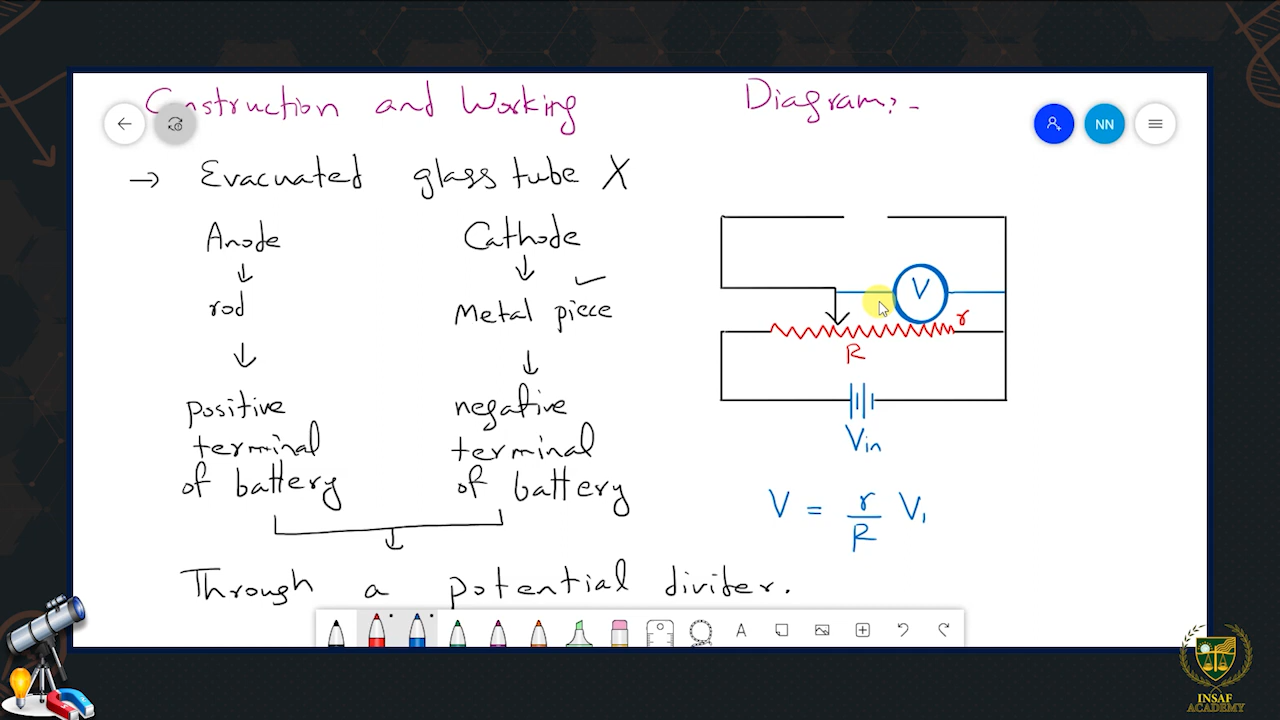 Construction and Working
Diagram:-
NN
→ Evacuated glass tube X
Anode
↓
rod
↓
positive
terminal
of battery
Cathode
↓
Metal piece
↓
negative
terminal
of battery
↓
Through a potential divider.
V
r
R
Vin
V = r/R V₁
A
INSAF
ACADEMY